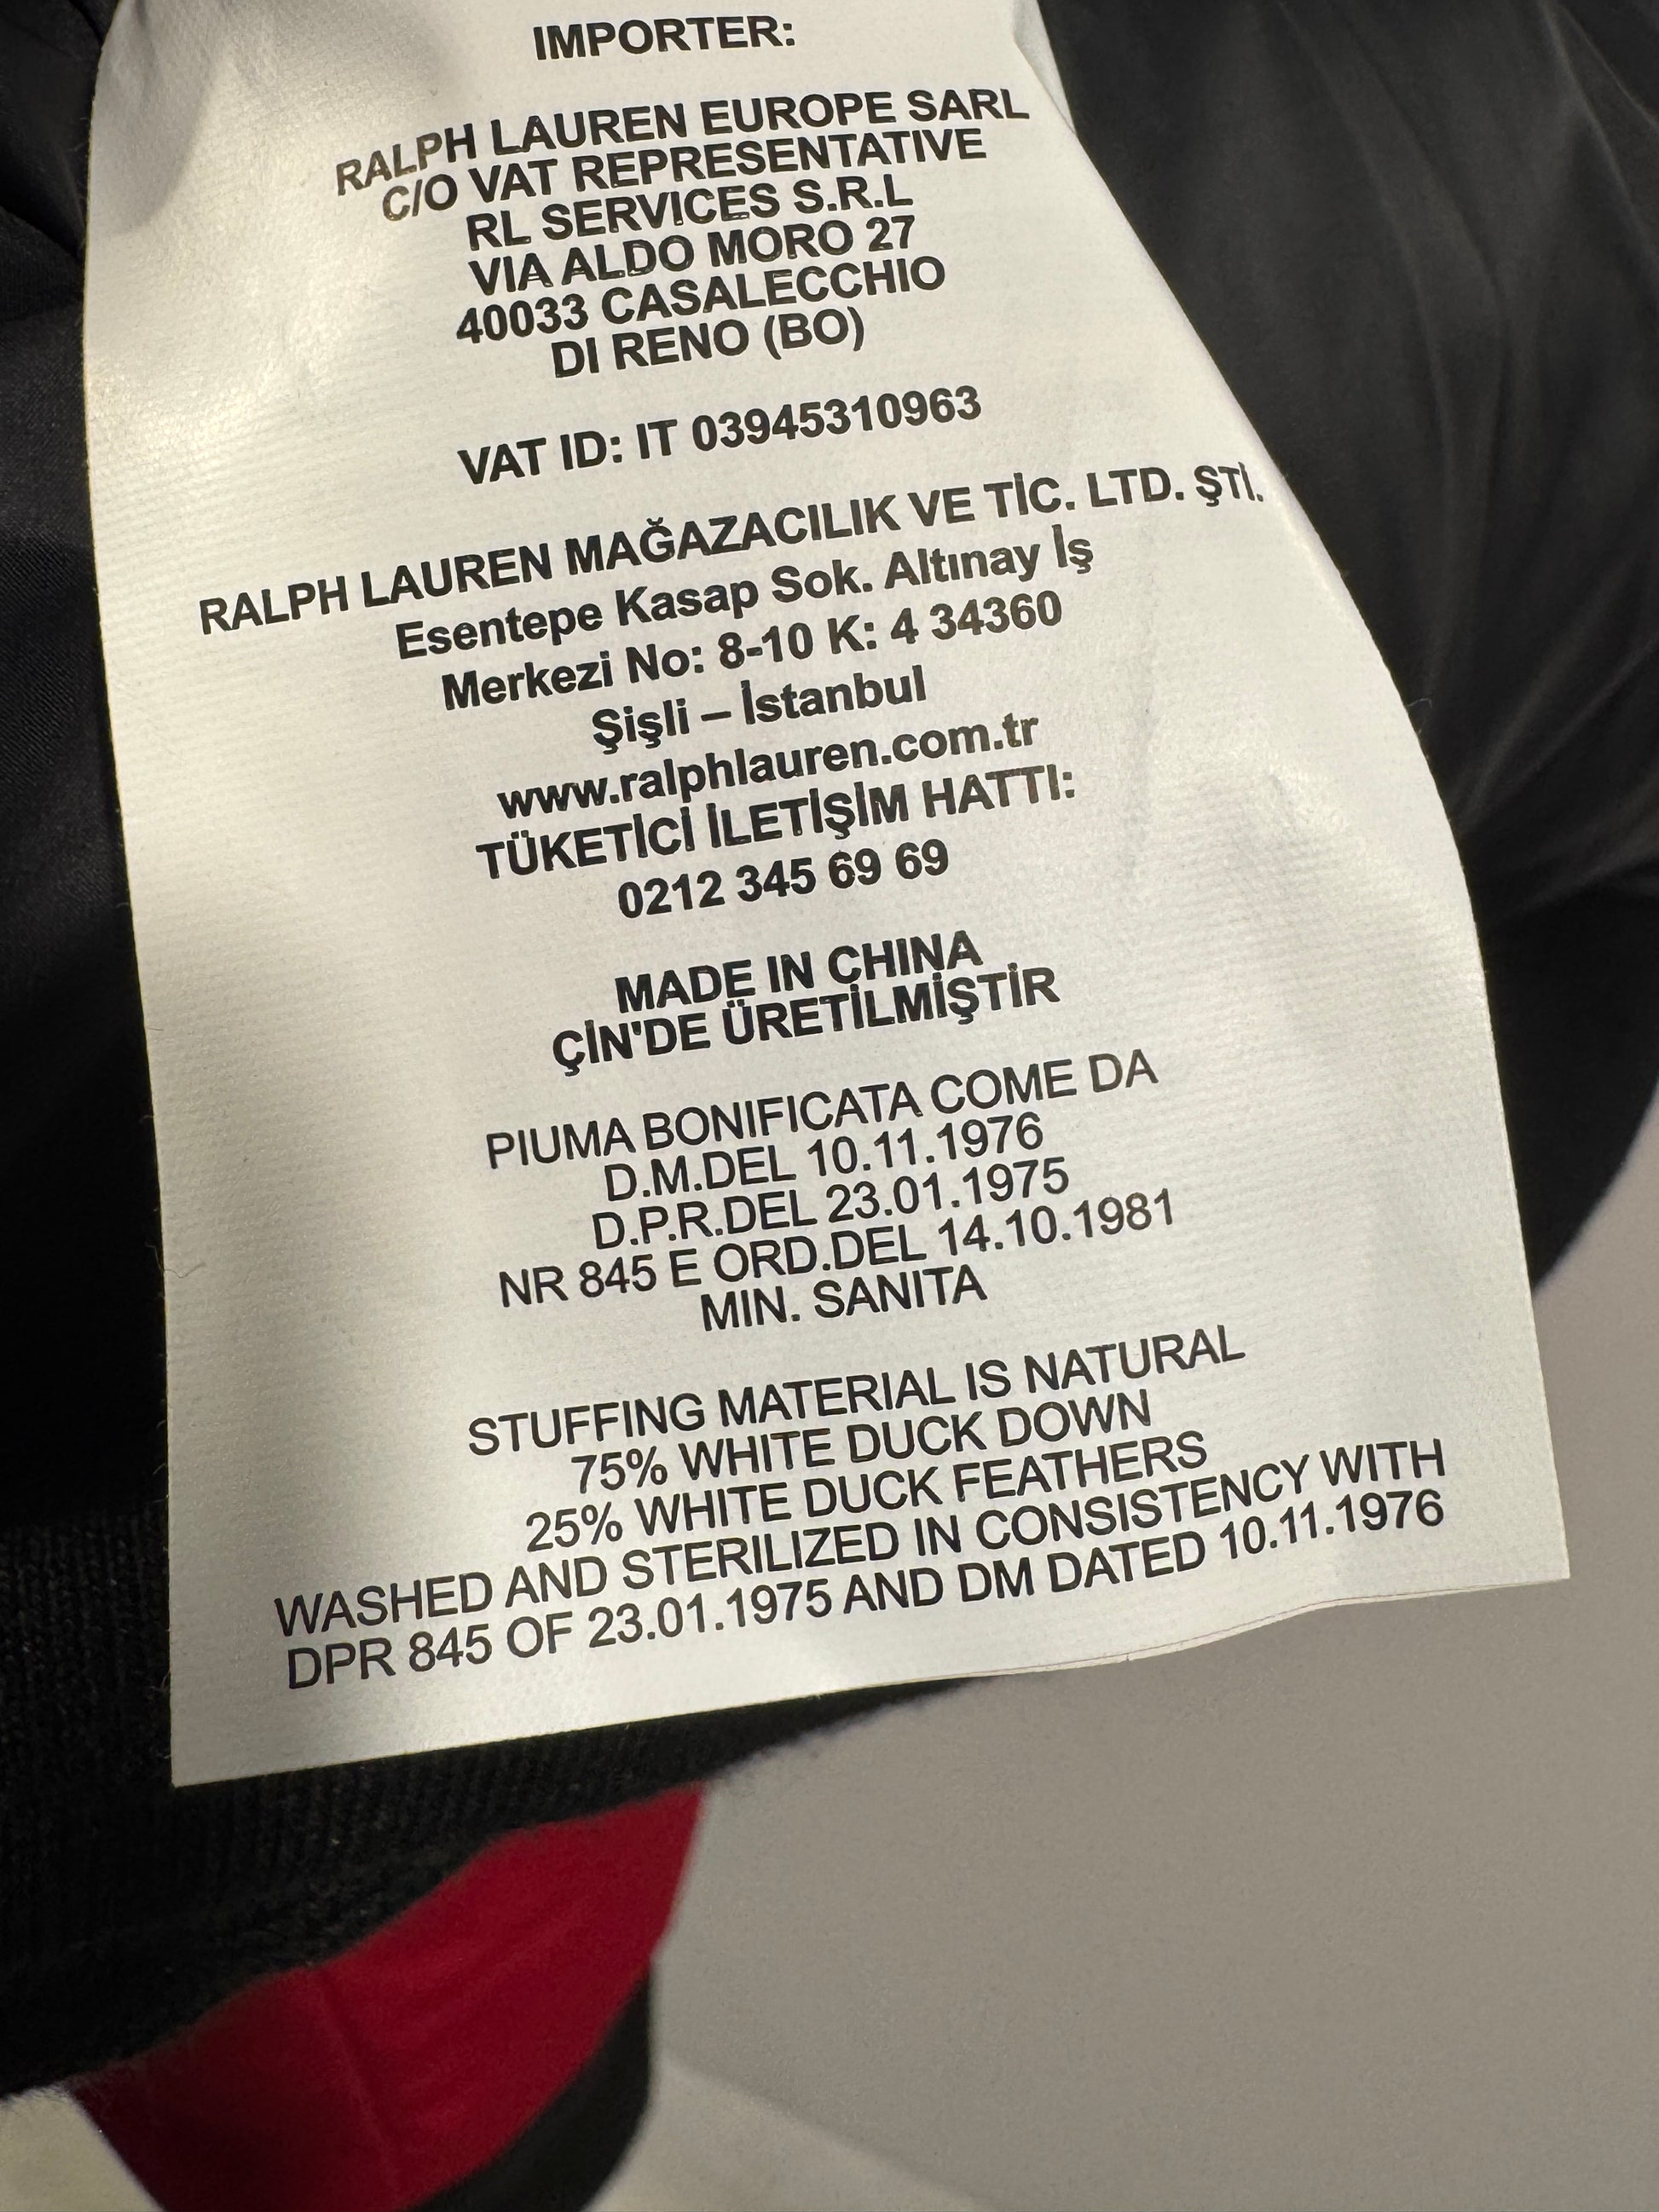 IMPORTER:
RALPH LAUREN EUROPE SARL
C/O VAT REPRESENTATIVE
RL SERVICES S.R.L
VIA ALDO MORO 27
40033 CASALECCHIO
DI RENO (BO)
VAT ID: IT 03945310963
RALPH LAUREN MAĞAZACILIK VE TİC. LTD. ŞTİ.
Esentepe Kasap Sok. Altınay İş
Merkezi No: 8-10 K: 4 34360
Şişli – İstanbul
www.ralphlauren.com.tr
TÜKETİCİ İLETİŞİM HATTI:
0212 345 69 69
MADE IN CHINA
ÇİN'DE ÜRETİLMİŞTİR
PIUMA BONIFICATA COME DA
D.M.DEL 10.11.1976
D.P.R.DEL 23.01.1975
NR 845 E ORD.DEL 14.10.1981
MIN. SANITA
STUFFING MATERIAL IS NATURAL
75% WHITE DUCK DOWN
25% WHITE DUCK FEATHERS
WASHED AND STERILIZED IN CONSISTENCY WITH
DPR 845 OF 23.01.1975 AND DM DATED 10.11.1976